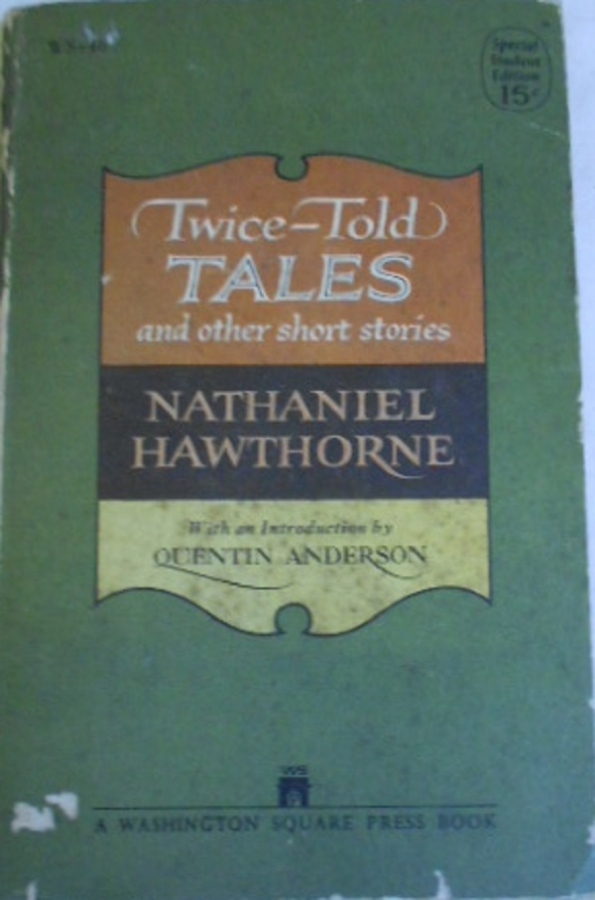 Special
Student
Edition
15¢
Twice-Told
TALES
and other short stories
NATHANIEL
HAWTHORNE
With an Introduction by
QUENTIN ANDERSON
WS
A WASHINGTON SQUARE PRESS BOOK